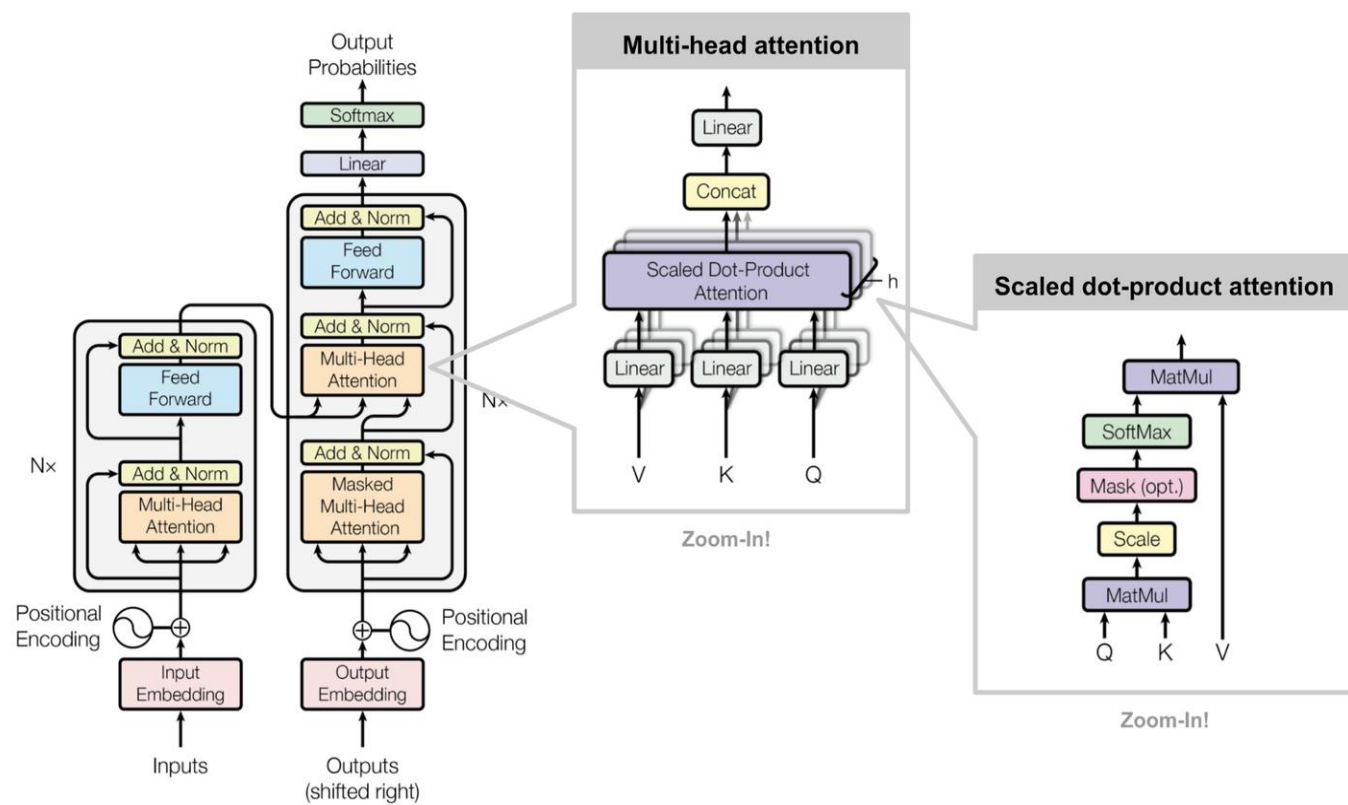 Output
Probabilities
Softmax
Linear
Add & Norm
Feed
Forward
Add & Norm
Multi-Head
Attention
Nx
Add & Norm
Masked
Multi-Head
Attention
Positional
Encoding
Output
Embedding
Outputs
(shifted right)
Add & Norm
Feed
Forward
Nx
Add & Norm
Multi-Head
Attention
Positional
Encoding
Input
Embedding
Inputs
Multi-head attention
Linear
Concat
Scaled Dot-Product
Attention
h
Linear Linear Linear
V K Q
Zoom-In!
Scaled dot-product attention
MatMul
SoftMax
Mask (opt.)
Scale
MatMul
Q K V
Zoom-In!